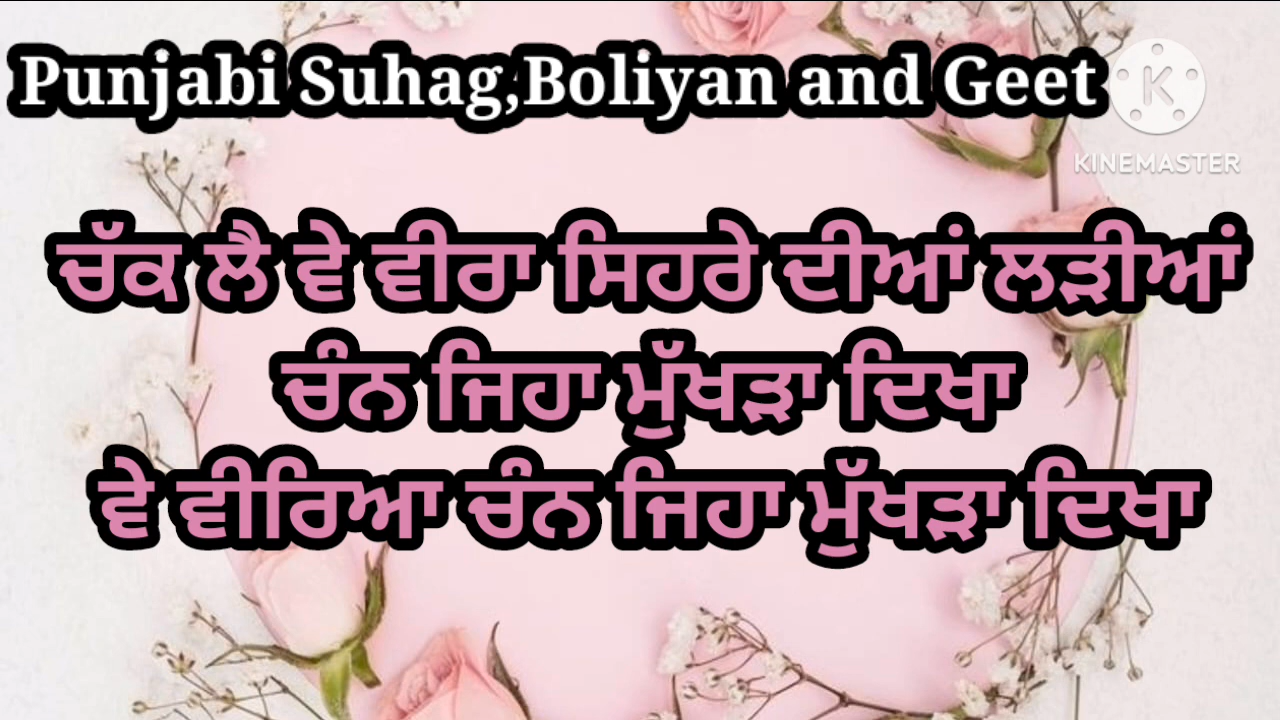 Punjabi Suhag,Boliyan and Geet
K
KINEMASTER
ਚੱਕ ਲੈ ਵੇ ਵੀਰਾ ਸਿਹਰੇ ਦੀਆਂ ਲੜੀਆਂ
ਚੰਨ ਜਿਹਾ ਮੁੱਖੜਾ ਦਿਖਾ
ਵੇ ਵੀਰਿਆ ਚੰਨ ਜਿਹਾ ਮੁੱਖੜਾ ਦਿਖਾ